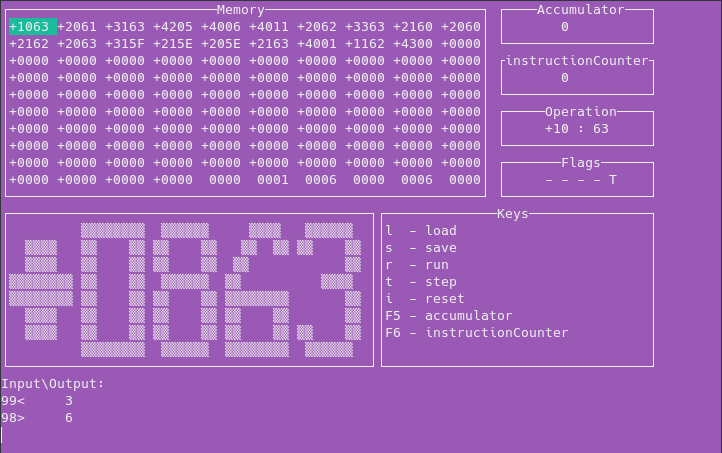 Memory
+1063 +2061 +3163 +4205 +4006 +4011 +2062 +3363 +2160 +2060
+2162 +2063 +315F +215E +205E +2163 +4001 +1162 +4300 +0000
+0000 +0000 +0000 +0000 +0000 +0000 +0000 +0000 +0000 +0000
+0000 +0000 +0000 +0000 +0000 +0000 +0000 +0000 +0000 +0000
+0000 +0000 +0000 +0000 +0000 +0000 +0000 +0000 +0000 +0000
+0000 +0000 +0000 +0000 +0000 +0000 +0000 +0000 +0000 +0000
+0000 +0000 +0000 +0000 +0000 +0000 +0000 +0000 +0000 +0000
+0000 +0000 +0000 +0000 +0000 +0000 +0000 +0000 +0000 +0000
+0000 +0000 +0000 +0000 +0000 +0000 +0000 +0000 +0000 +0000
+0000 +0000 +0000 +0000 0000 0001 0006 0000 0006 0000
Accumulator
0
instructionCounter
0
Operation
+10 : 63
Flags
– – – – T
+0863
Keys
l – load
s – save
r – run
t – step
i – reset
F5 – accumulator
F6 – instructionCounter
Input\Output:
99< 3
98> 6